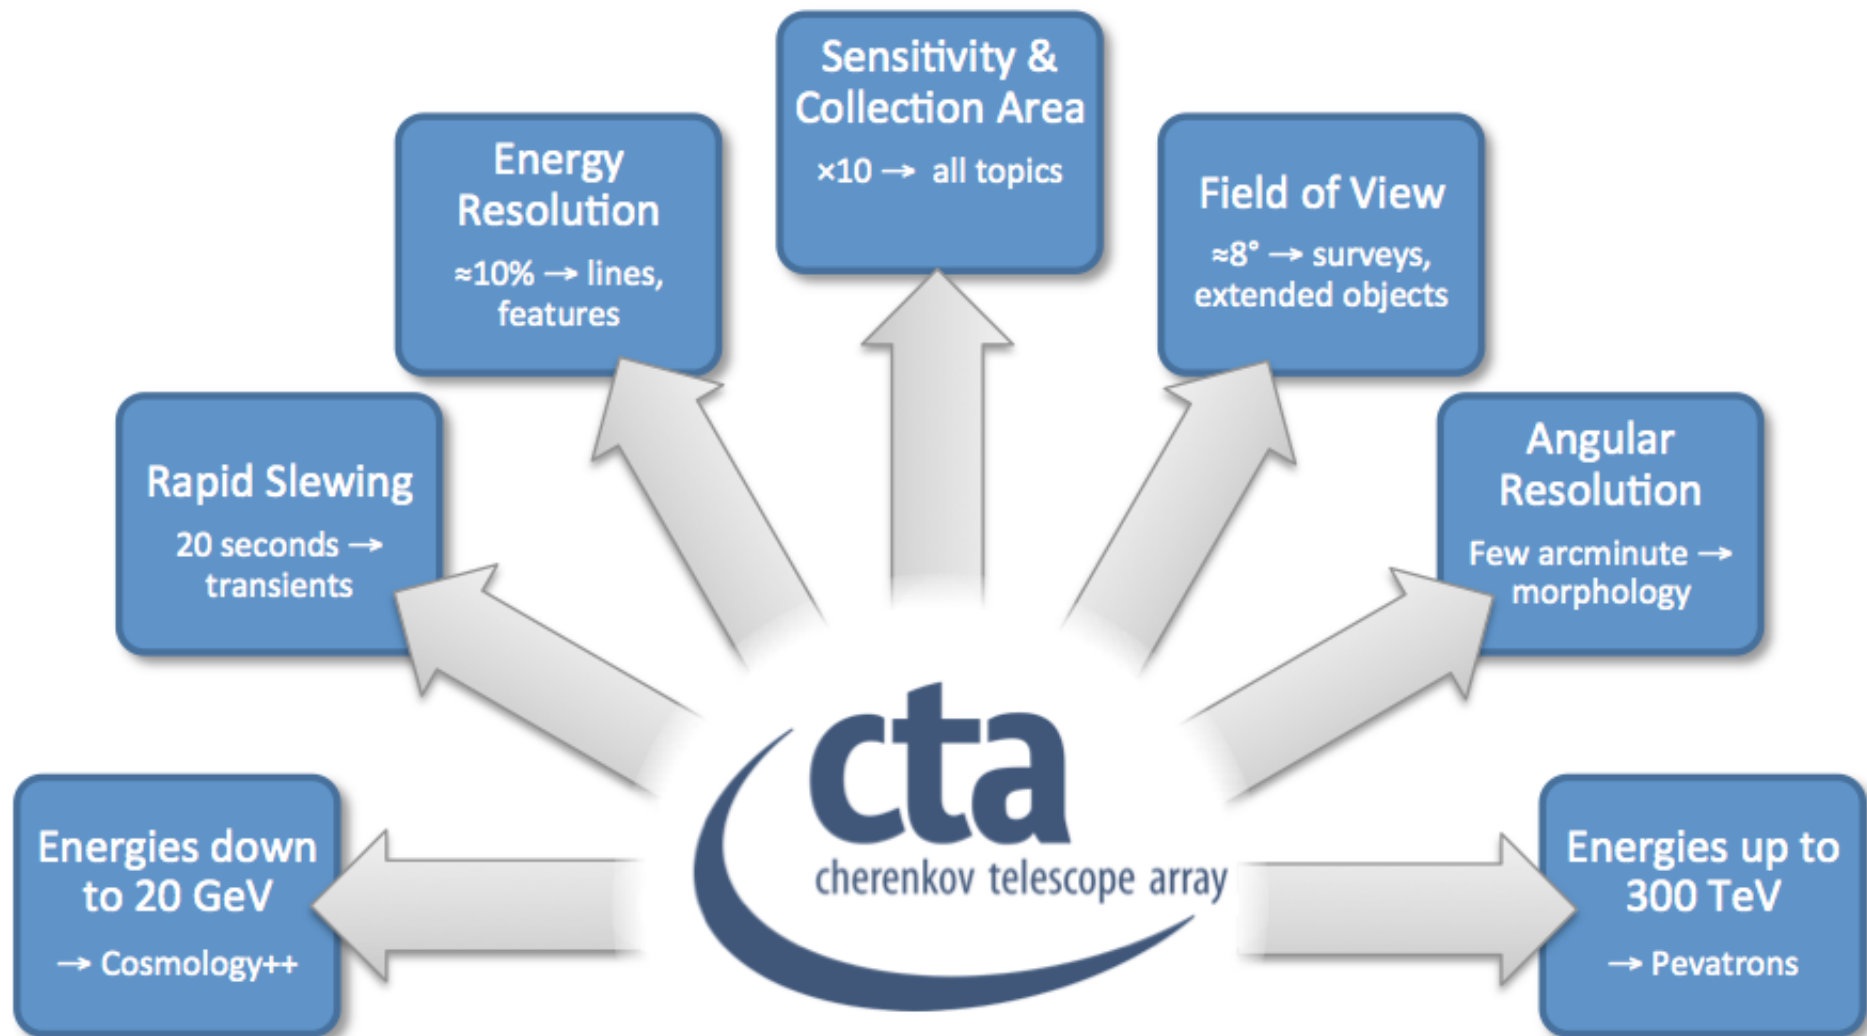 Sensitivity &
Collection Area
×10 → all topics
Energy
Resolution
≈10% → lines,
features
Field of View
≈8° → surveys,
extended objects
Rapid Slewing
20 seconds →
transients
Angular
Resolution
Few arcminute →
morphology
Energies down
to 20 GeV
→ Cosmology++
cta
cherenkov telescope array
Energies up to
300 TeV
→ Pevatrons